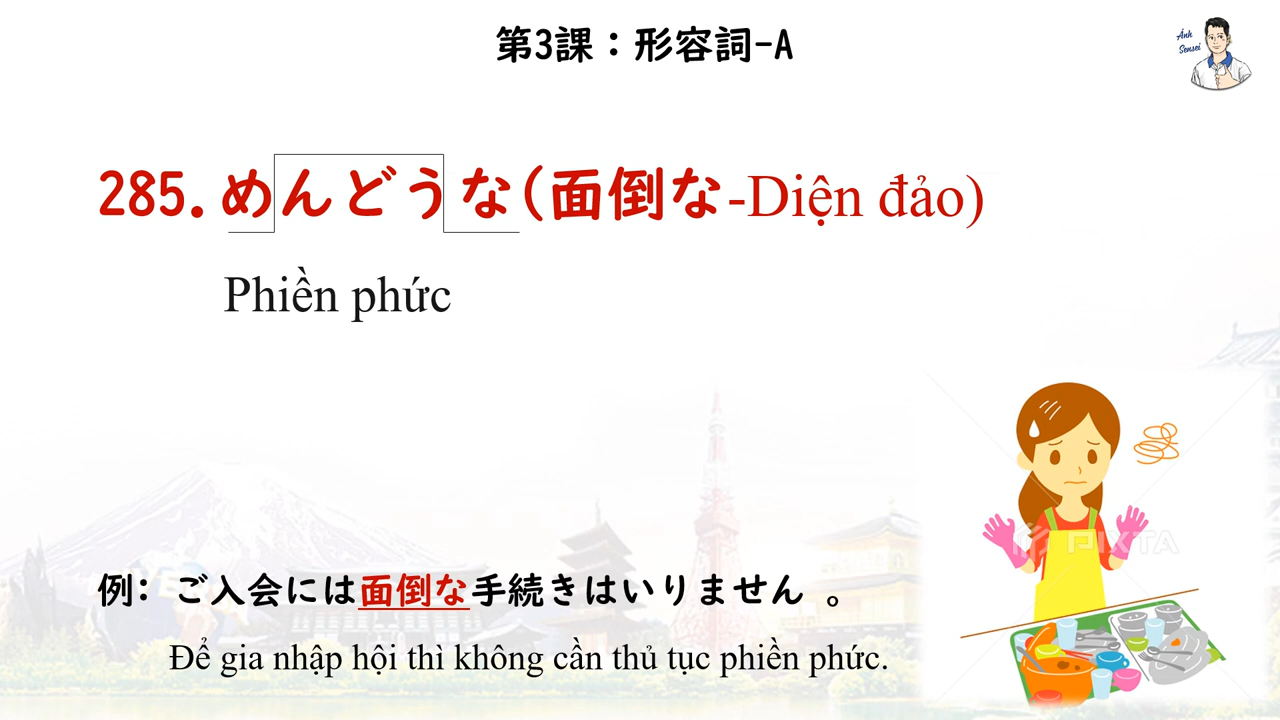 第3課：形容詞-A
Anh
Sensei
285. めんどうな(面倒な-Diện đảo)
Phiền phức
PIXTA
例: ご入会には面倒な手続きはいりません 。
Để gia nhập hội thì không cần thủ tục phiền phức.